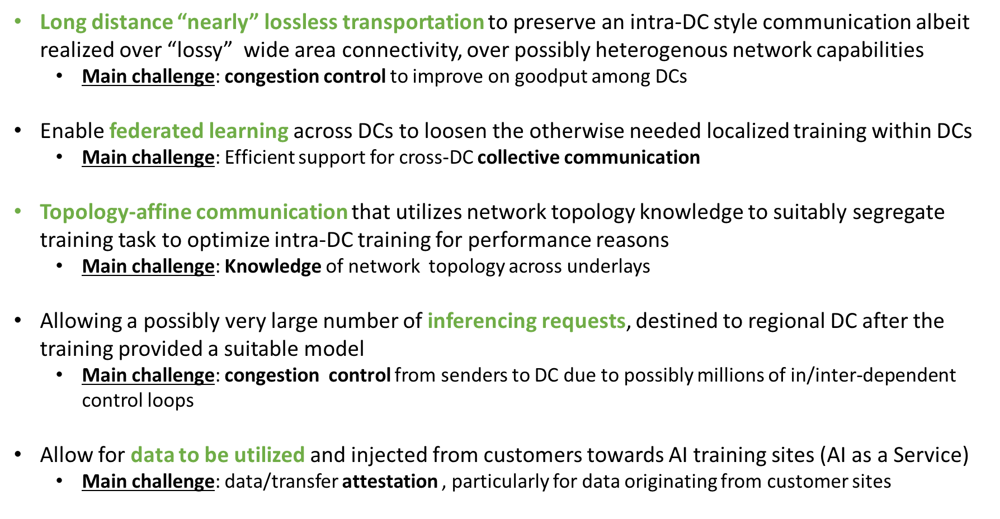 • Long distance “nearly” lossless transportation to preserve an intra-DC style communication albeit
realized over “lossy” wide area connectivity, over possibly heterogenous network capabilities
• Main challenge: congestion control to improve on goodput among DCs
• Enable federated learning across DCs to loosen the otherwise needed localized training within DCs
• Main challenge: Efficient support for cross-DC collective communication
• Topology-affine communication that utilizes network topology knowledge to suitably segregate
training task to optimize intra-DC training for performance reasons
• Main challenge: Knowledge of network topology across underlays
• Allowing a possibly very large number of inferencing requests, destined to regional DC after the
training provided a suitable model
• Main challenge: congestion control from senders to DC due to possibly millions of in/inter-dependent
control loops
• Allow for data to be utilized and injected from customers towards AI training sites (AI as a Service)
• Main challenge: data/transfer attestation , particularly for data originating from customer sites